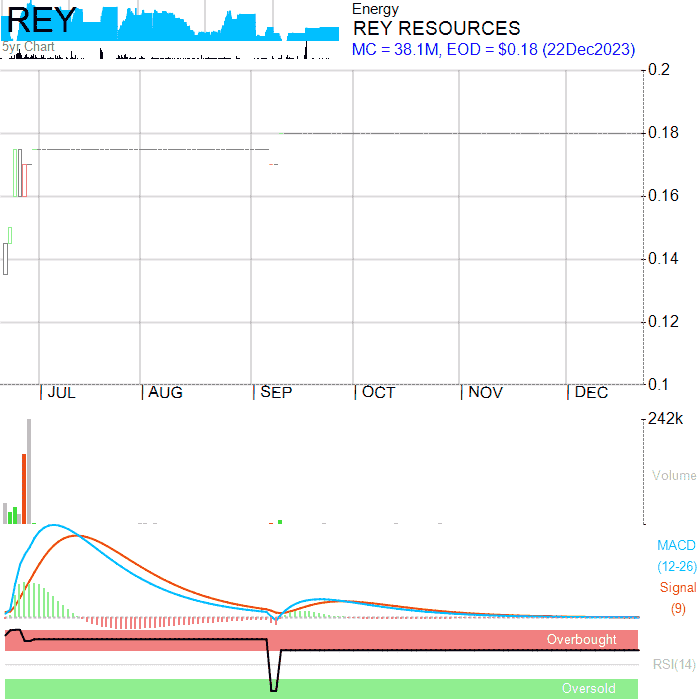 REY
5yr Chart
Energy
REY RESOURCES
MC = 38.1M, EOD = $0.18 (22Dec2023)
0.2
0.18
0.16
0.14
0.12
0.1
JUL
AUG
SEP
OCT
NOV
DEC
242k
Volume
MACD
(12-26)
Signal
(9)
Overbought
RSI(14)
Oversold